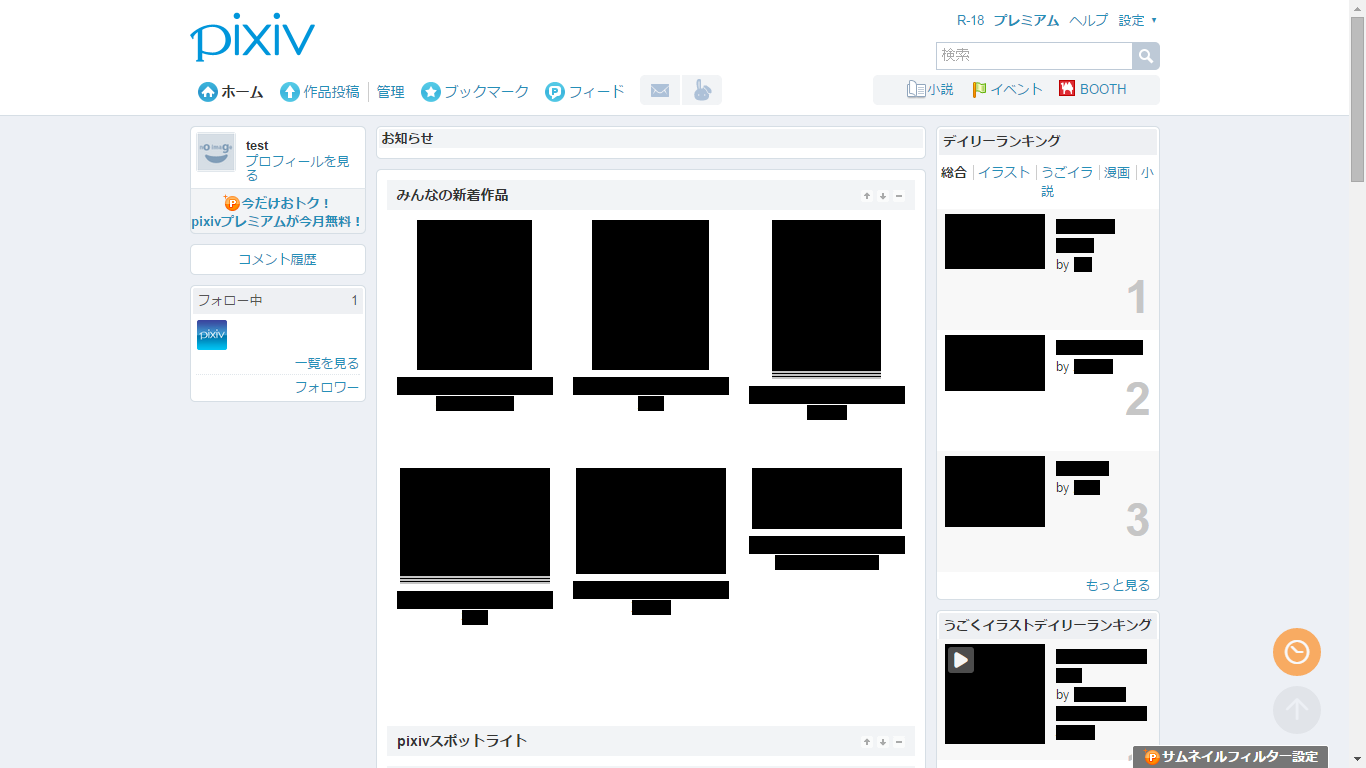 pixiv
R-18 プレミアム ヘルプ 設定
検索
ホーム 作品投稿 管理 ブックマーク フィード
小説 イベント BOOTH
no image
test
プロフィールを見
る
今だけおトク！
pixivプレミアムが今月無料！
コメント履歴
フォロー中 1
pixiv
一覧を見る
フォロワー
お知らせ
みんなの新着作品
pixivスポットライト
デイリーランキング
総合 イラスト うごイラ 漫画 小
説
by
1
by
2
by
3
もっと見る
うごくイラストデイリーランキング
by
サムネイルフィルター設定